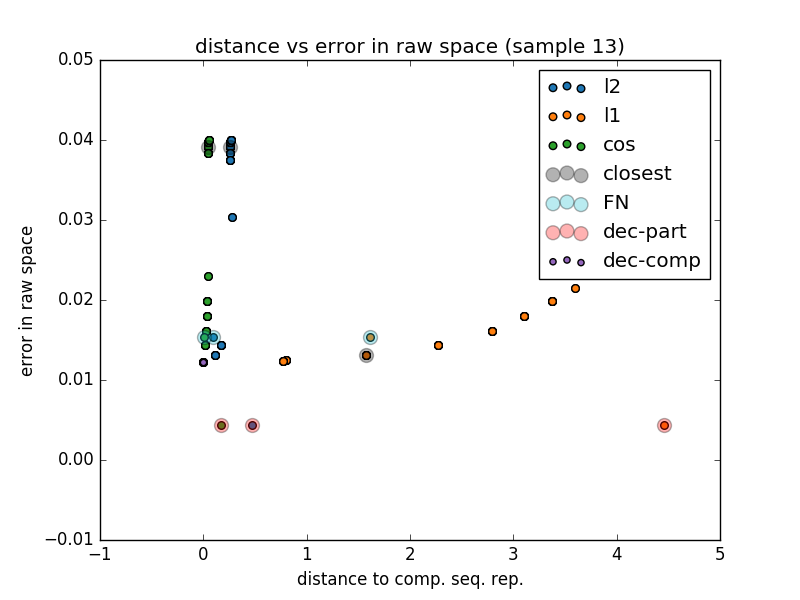 distance vs error in raw space (sample 13)
0.05
0.04
0.03
0.02
0.01
0.00
−0.01
error in raw space
l2
l1
cos
closest
FN
dec-part
dec-comp
−1 0 1 2 3 4 5
distance to comp. seq. rep.